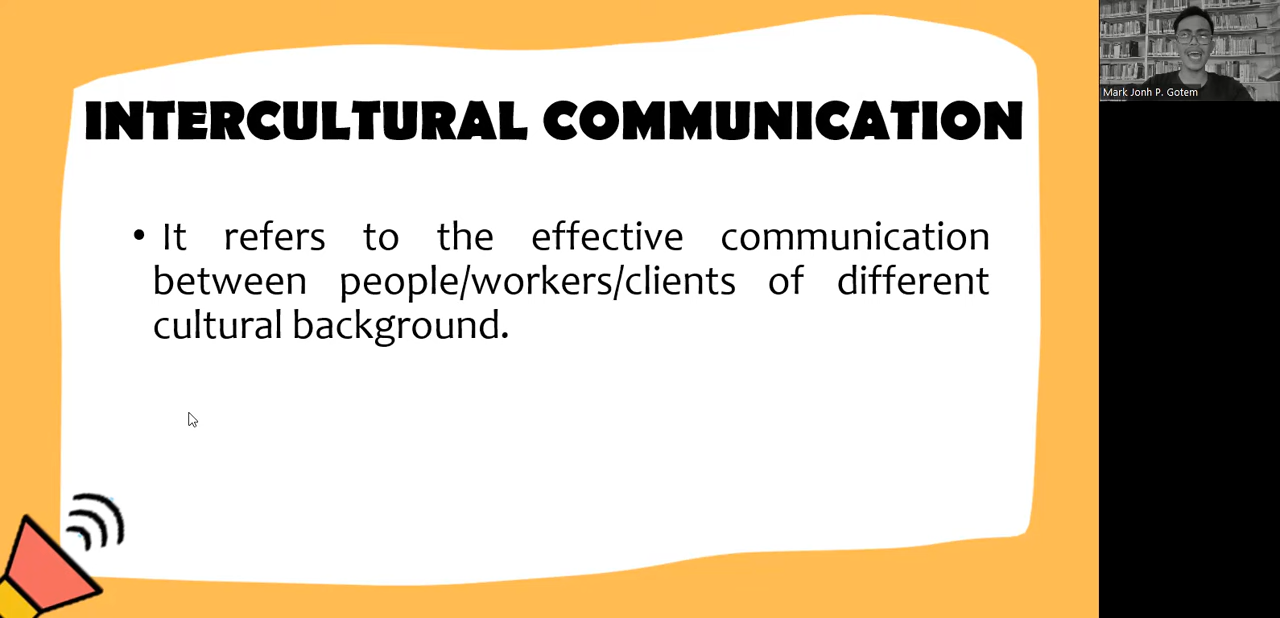 INTERCULTURAL COMMUNICATION
• It refers to the effective communication
between people/workers/clients of different
cultural background.
Mark Jonh P. Gotem